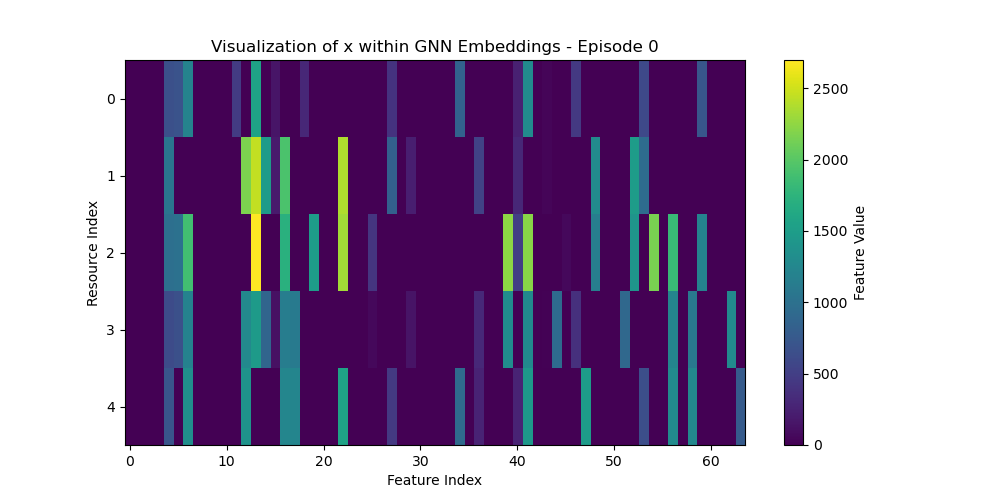 Visualization of x within GNN Embeddings - Episode 0
Resource Index
0
1
2
3
4
0 10 20 30 40 50 60
Feature Index
2500
2000
1500
1000
500
0
Feature Value